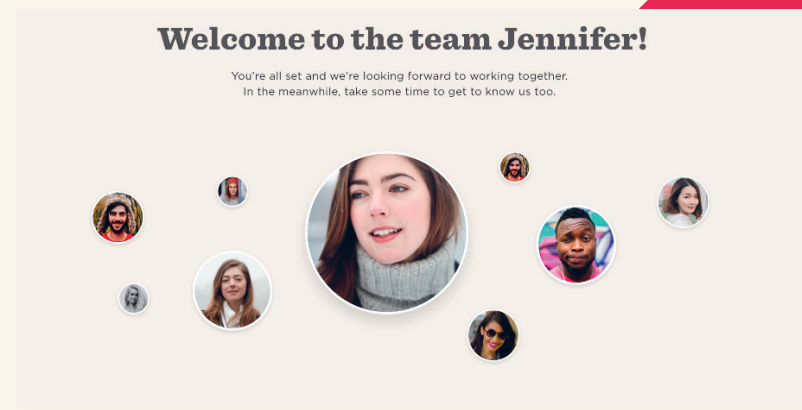 Welcome to the team Jennifer!
You're all set and we're looking forward to working together.
In the meanwhile, take some time to get to know us too.